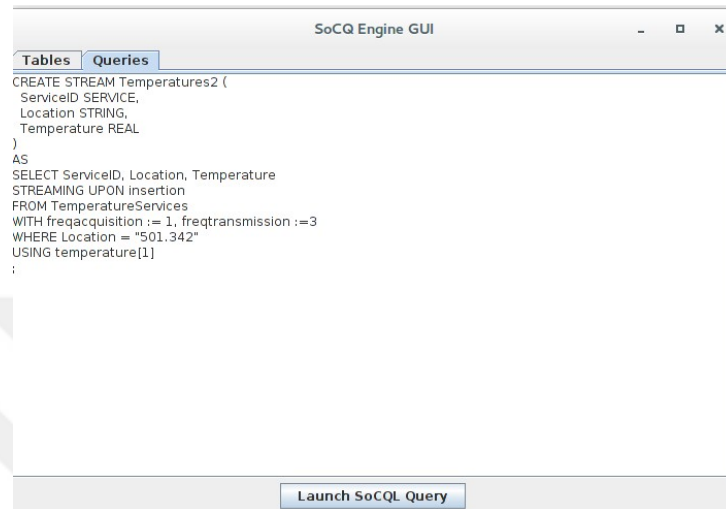 SoCQ Engine GUI
Tables Queries
CREATE STREAM Temperatures2 (
ServiceID SERVICE,
Location STRING,
Temperature REAL
)
AS
SELECT ServiceID, Location, Temperature
STREAMING UPON insertion
FROM TemperatureServices
WITH freqacquisition := 1, freqtransmission :=3
WHERE Location = "501.342"
USING temperature[1]
;
Launch SoCQL Query